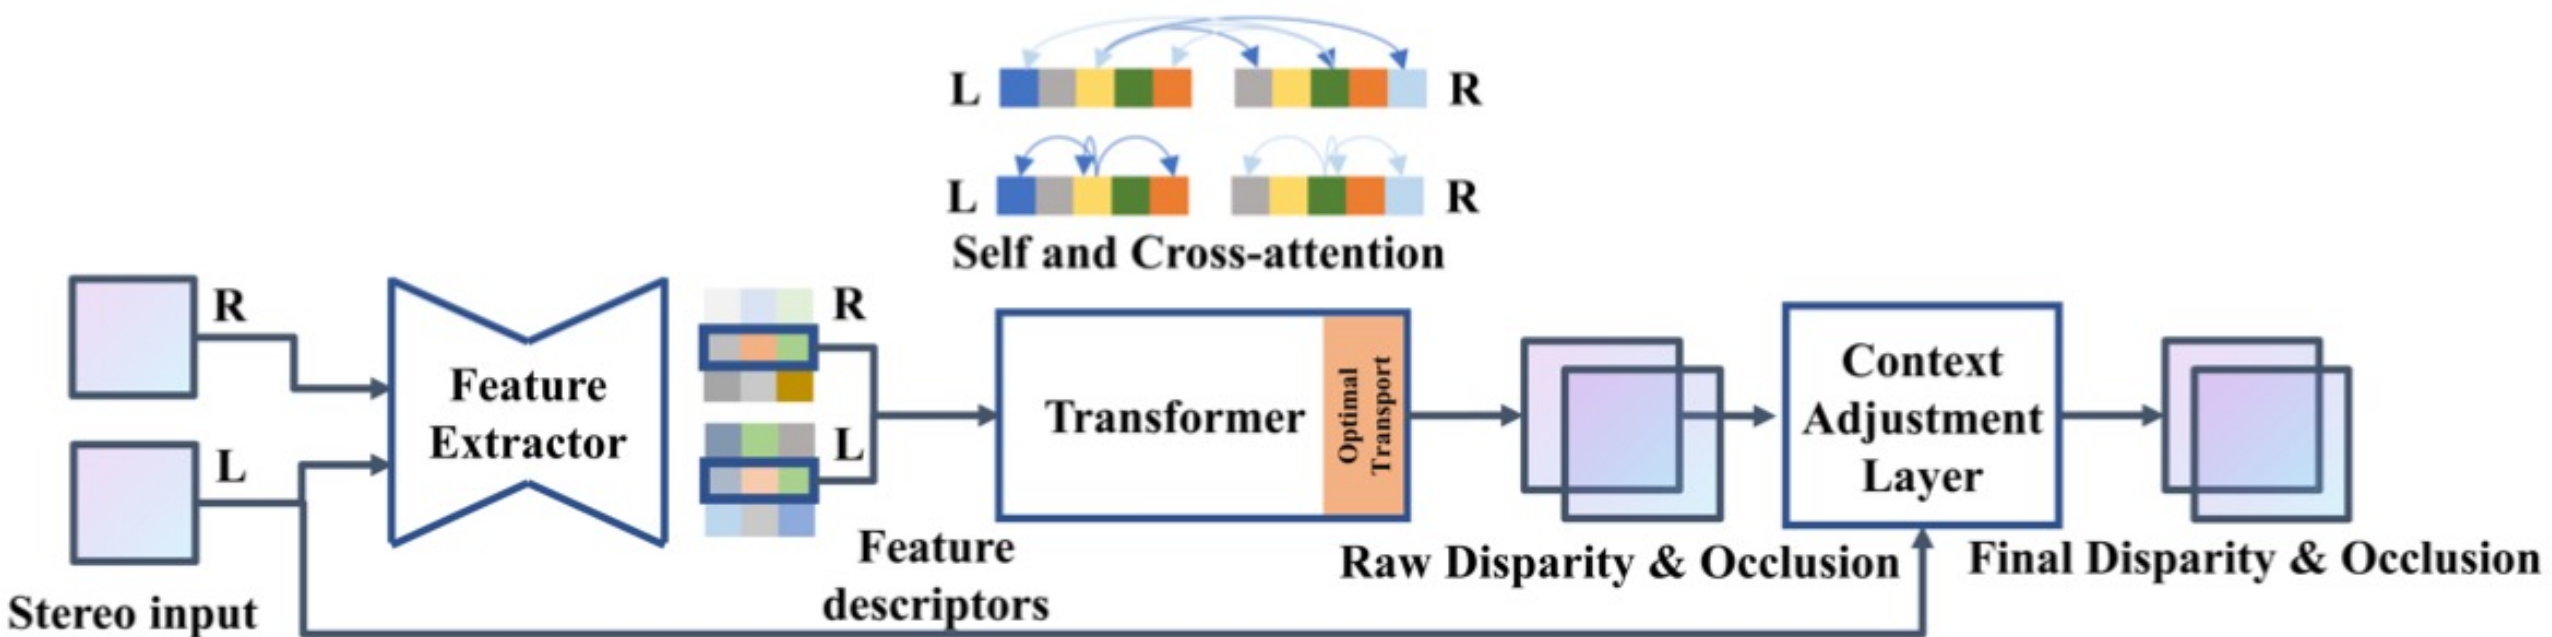 L
R
L
R
Self and Cross-attention
R
L
Stereo input
Feature
Extractor
R
L
Feature
descriptors
Transformer
Optimal
Transport
Raw Disparity & Occlusion
Context
Adjustment
Layer
Final Disparity & Occlusion